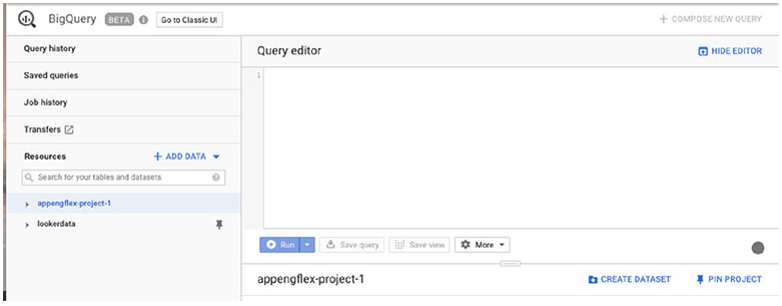 BigQuery BETA Go to Classic UI
COMPOSE NEW QUERY
Query history
Saved queries
Job history
Transfers
Resources
ADD DATA
Search for your tables and datasets
appengflex-project-1
lookerdata
Query editor
HIDE EDITOR
1
Run
Save query
Save view
More
appengflex-project-1
CREATE DATASET
PIN PROJECT